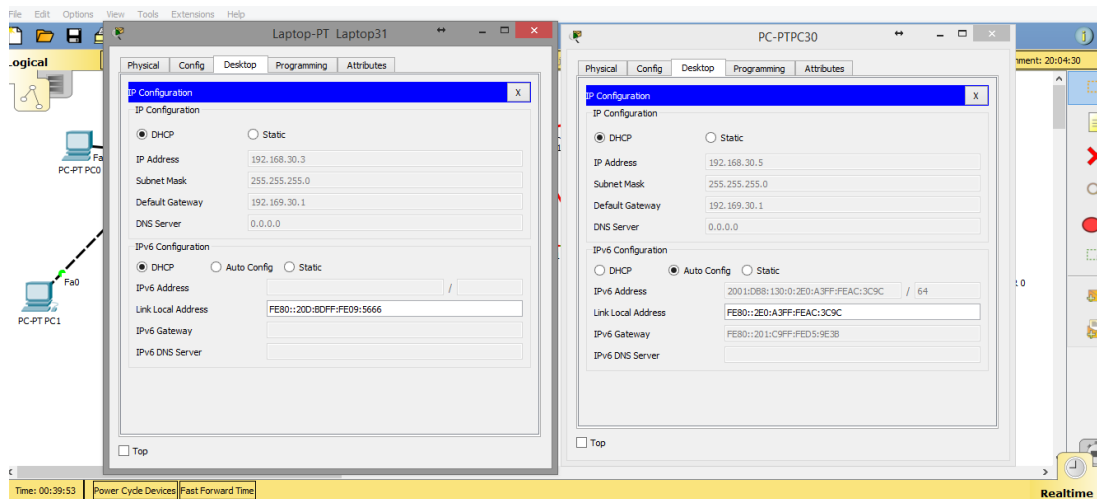 File Edit Options View Tools Extensions Help
Logical
nment: 20:04:30
PC-PT PC0
Fa
Fa0
PC-PT PC1
Laptop-PT Laptop31
Physical Config Desktop Programming Attributes
IP Configuration X
IP Configuration
DHCP Static
IP Address 192.168.30.3
Subnet Mask 255.255.255.0
Default Gateway 192.169.30.1
DNS Server 0.0.0.0
IPv6 Configuration
DHCP Auto Config Static
IPv6 Address /
Link Local Address FE80::20D:BDFF:FE09:5666
IPv6 Gateway
IPv6 DNS Server
Top
PC-PTPC30
Physical Config Desktop Programming Attributes
IP Configuration X
IP Configuration
DHCP Static
IP Address 192.168.30.5
Subnet Mask 255.255.255.0
Default Gateway 192.169.30.1
DNS Server 0.0.0.0
IPv6 Configuration
DHCP Auto Config Static
IPv6 Address 2001:DB8:130:0:2E0:A3FF:FEAC:3C9C / 64
Link Local Address FE80::2E0:A3FF:FEAC:3C9C
IPv6 Gateway FE80::201:C9FF:FED5:9E3B
IPv6 DNS Server
Top
Time: 00:39:53 Power Cycle Devices Fast Forward Time
Realtime